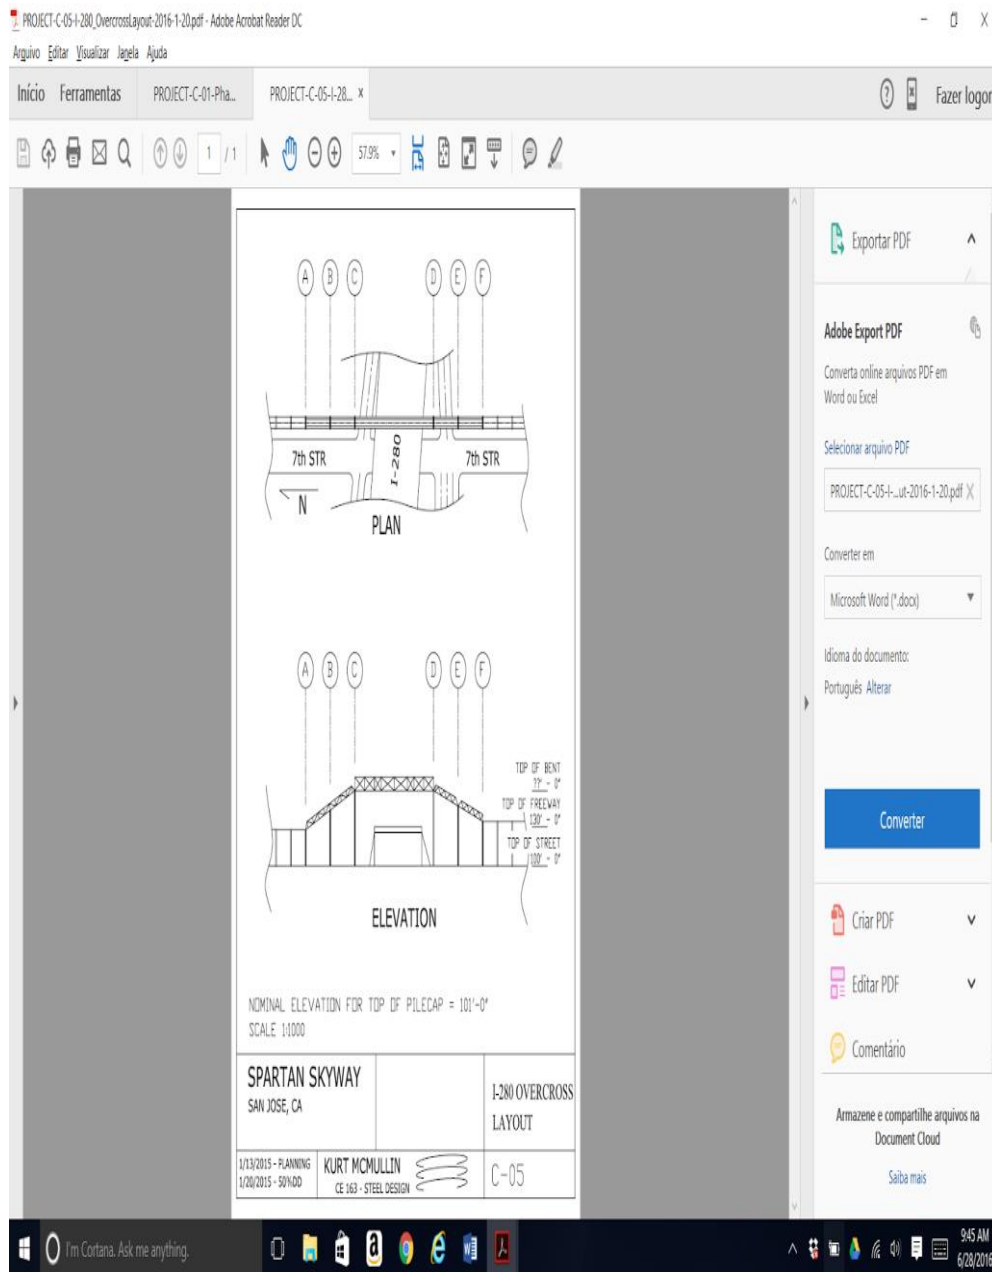 PROJECT-C-05-I-280_OvercrossLayout-2016-1-20.pdf - Adobe Acrobat Reader DC
Arquivo Editar Visualizar Janela Ajuda
Início Ferramentas PROJECT-C-01-Pha... PROJECT-C-05-I-28... × Fazer logon
1 / 1 57.9%
A B C D E F
7th STR I-280 7th STR
N
PLAN
A B C D E F
TOP OF BENT
??' - 0"
TOP OF FREEWAY
130' - 0"
TOP OF STREET
100' - 0"
ELEVATION
NOMINAL ELEVATION FOR TOP OF PILECAP = 101'-0"
SCALE 1:1000
SPARTAN SKYWAY
SAN JOSE, CA
I-280 OVERCROSS
LAYOUT
1/13/2015 - PLANNING
1/20/2015 - 50%DD
KURT MCMULLIN
CE 163 - STEEL DESIGN
C-05
Exportar PDF
Adobe Export PDF
Converta online arquivos PDF em
Word ou Excel
Selecionar arquivo PDF
PROJECT-C-05-I-...ut-2016-1-20.pdf
Converter em
Microsoft Word (*.docx)
Idioma do documento:
Português Alterar
Converter
Criar PDF
Editar PDF
Comentário
Armazene e compartilhe arquivos na
Document Cloud
Saiba mais
I'm Cortana. Ask me anything.
9:45 AM
6/28/2016